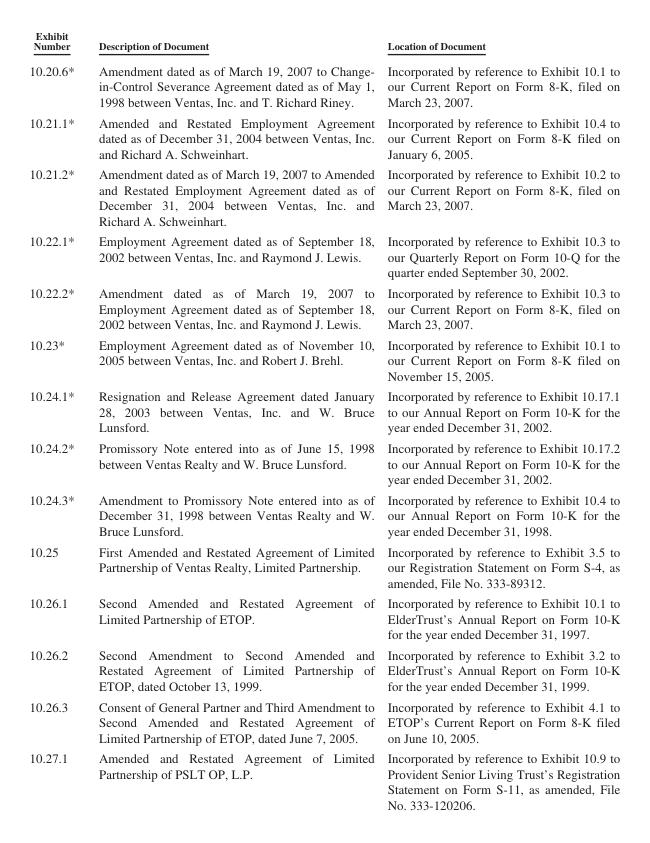 Exhibit
Number Description of Document Location of Document
10.20.6* Amendment dated as of March 19, 2007 to Change- Incorporated by reference to Exhibit 10.1 to
in-Control Severance Agreement dated as of May 1, our Current Report on Form 8-K, filed on
1998 between Ventas, Inc. and T. Richard Riney. March 23, 2007.
10.21.1* Amended and Restated Employment Agreement Incorporated by reference to Exhibit 10.4 to
dated as of December 31, 2004 between Ventas, Inc. our Current Report on Form 8-K filed on
and Richard A. Schweinhart. January 6, 2005.
10.21.2* Amendment dated as of March 19, 2007 to Amended Incorporated by reference to Exhibit 10.2 to
and Restated Employment Agreement dated as of our Current Report on Form 8-K, filed on
December 31, 2004 between Ventas, Inc. and March 23, 2007.
Richard A. Schweinhart.
10.22.1* Employment Agreement dated as of September 18, Incorporated by reference to Exhibit 10.3 to
2002 between Ventas, Inc. and Raymond J. Lewis. our Quarterly Report on Form 10-Q for the
quarter ended September 30, 2002.
10.22.2* Amendment dated as of March 19, 2007 to Incorporated by reference to Exhibit 10.3 to
Employment Agreement dated as of September 18, our Current Report on Form 8-K, filed on
2002 between Ventas, Inc. and Raymond J. Lewis. March 23, 2007.
10.23* Employment Agreement dated as of November 10, Incorporated by reference to Exhibit 10.1 to
2005 between Ventas, Inc. and Robert J. Brehl. our Current Report on Form 8-K filed on
November 15, 2005.
10.24.1* Resignation and Release Agreement dated January Incorporated by reference to Exhibit 10.17.1
28, 2003 between Ventas, Inc. and W. Bruce to our Annual Report on Form 10-K for the
Lunsford. year ended December 31, 2002.
10.24.2* Promissory Note entered into as of June 15, 1998 Incorporated by reference to Exhibit 10.17.2
between Ventas Realty and W. Bruce Lunsford. to our Annual Report on Form 10-K for the
year ended December 31, 2002.
10.24.3* Amendment to Promissory Note entered into as of Incorporated by reference to Exhibit 10.4 to
December 31, 1998 between Ventas Realty and W. our Annual Report on Form 10-K for the
Bruce Lunsford. year ended December 31, 1998.
10.25 First Amended and Restated Agreement of Limited Incorporated by reference to Exhibit 3.5 to
Partnership of Ventas Realty, Limited Partnership. our Registration Statement on Form S-4, as
amended, File No. 333-89312.
10.26.1 Second Amended and Restated Agreement of Incorporated by reference to Exhibit 10.1 to
Limited Partnership of ETOP. ElderTrust's Annual Report on Form 10-K
for the year ended December 31, 1997.
10.26.2 Second Amendment to Second Amended and Incorporated by reference to Exhibit 3.2 to
Restated Agreement of Limited Partnership of ElderTrust's Annual Report on Form 10-K
ETOP, dated October 13, 1999. for the year ended December 31, 1999.
10.26.3 Consent of General Partner and Third Amendment to Incorporated by reference to Exhibit 4.1 to
Second Amended and Restated Agreement of ETOP's Current Report on Form 8-K filed
Limited Partnership of ETOP, dated June 7, 2005. on June 10, 2005.
10.27.1 Amended and Restated Agreement of Limited Incorporated by reference to Exhibit 10.9 to
Partnership of PSLT OP, L.P. Provident Senior Living Trust's Registration
Statement on Form S-11, as amended, File
No. 333-120206.